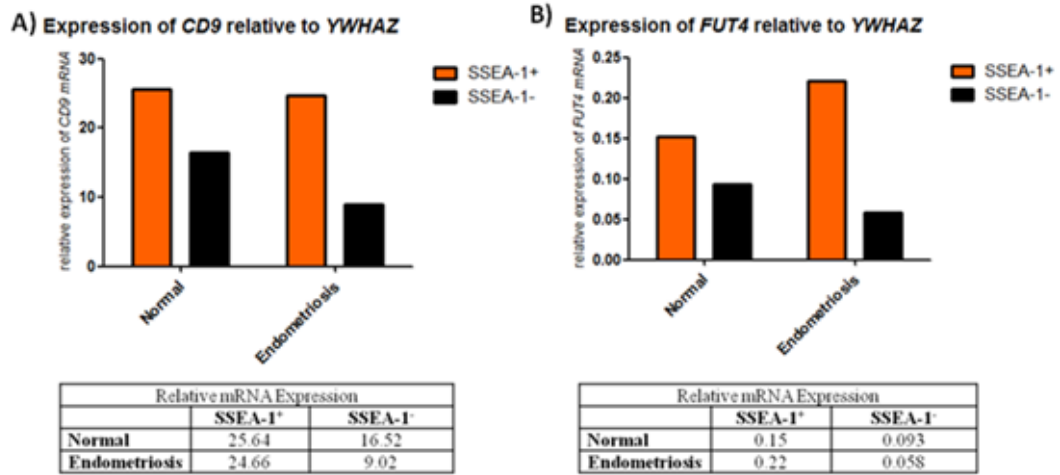 A) Expression of CD9 relative to YWHAZ
relative expression of CD9 mRNA
30
20
10
0
SSEA-1+
SSEA-1-
Normal
Endometriosis
Relative mRNA Expression
SSEA-1+ SSEA-1-
Normal 25.64 16.52
Endometriosis 24.66 9.02
B) Expression of FUT4 relative to YWHAZ
relative expression of FUT4 mRNA
0.25
0.20
0.15
0.10
0.05
0.00
SSEA-1+
SSEA-1-
Normal
Endometriosis
Relative mRNA Expression
SSEA-1+ SSEA-1-
Normal 0.15 0.093
Endometriosis 0.22 0.058